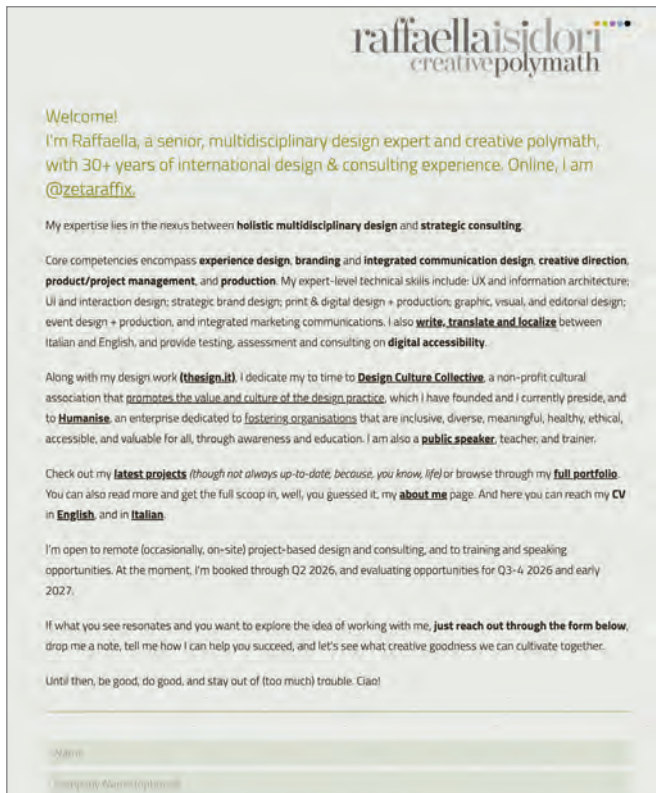 raffaellaisidori
creativepolymath
Welcome!
I'm Raffaella, a senior, multidisciplinary design expert and creative polymath,
with 30+ years of international design & consulting experience. Online, I am
@zetaraffix.
My expertise lies in the nexus between holistic multidisciplinary design and strategic consulting.
Core competencies encompass experience design, branding and integrated communication design, creative direction,
product/project management, and production. My expert-level technical skills include: UX and information architecture;
UI and interaction design; strategic brand design; print & digital design + production; graphic, visual, and editorial design;
event design + production, and integrated marketing communications. I also write, translate and localize between
Italian and English, and provide testing, assessment and consulting on digital accessibility.
Along with my design work (thesign.it), I dedicate my to time to Design Culture Collective, a non-profit cultural
association that promotes the value and culture of the design practice, which I have founded and I currently preside, and
to Humanise, an enterprise dedicated to fostering organisations that are inclusive, diverse, meaningful, healthy, ethical,
accessible, and valuable for all, through awareness and education. I am also a public speaker, teacher, and trainer.
Check out my latest projects (though not always up-to-date, because, you know, life) or browse through my full portfolio.
You can also read more and get the full scoop in, well, you guessed it, my about me page. And here you can reach my CV
in English, and in Italian.
I'm open to remote (occasionally, on-site) project-based design and consulting, and to training and speaking
opportunities. At the moment, I'm booked through Q2 2026, and evaluating opportunities for Q3-4 2026 and early
2027.
If what you see resonates and you want to explore the idea of working with me, just reach out through the form below,
drop me a note, tell me how I can help you succeed, and let's see what creative goodness we can cultivate together.
Until then, be good, do good, and stay out of (too much) trouble. Ciao!
Name
Company Name (optional)